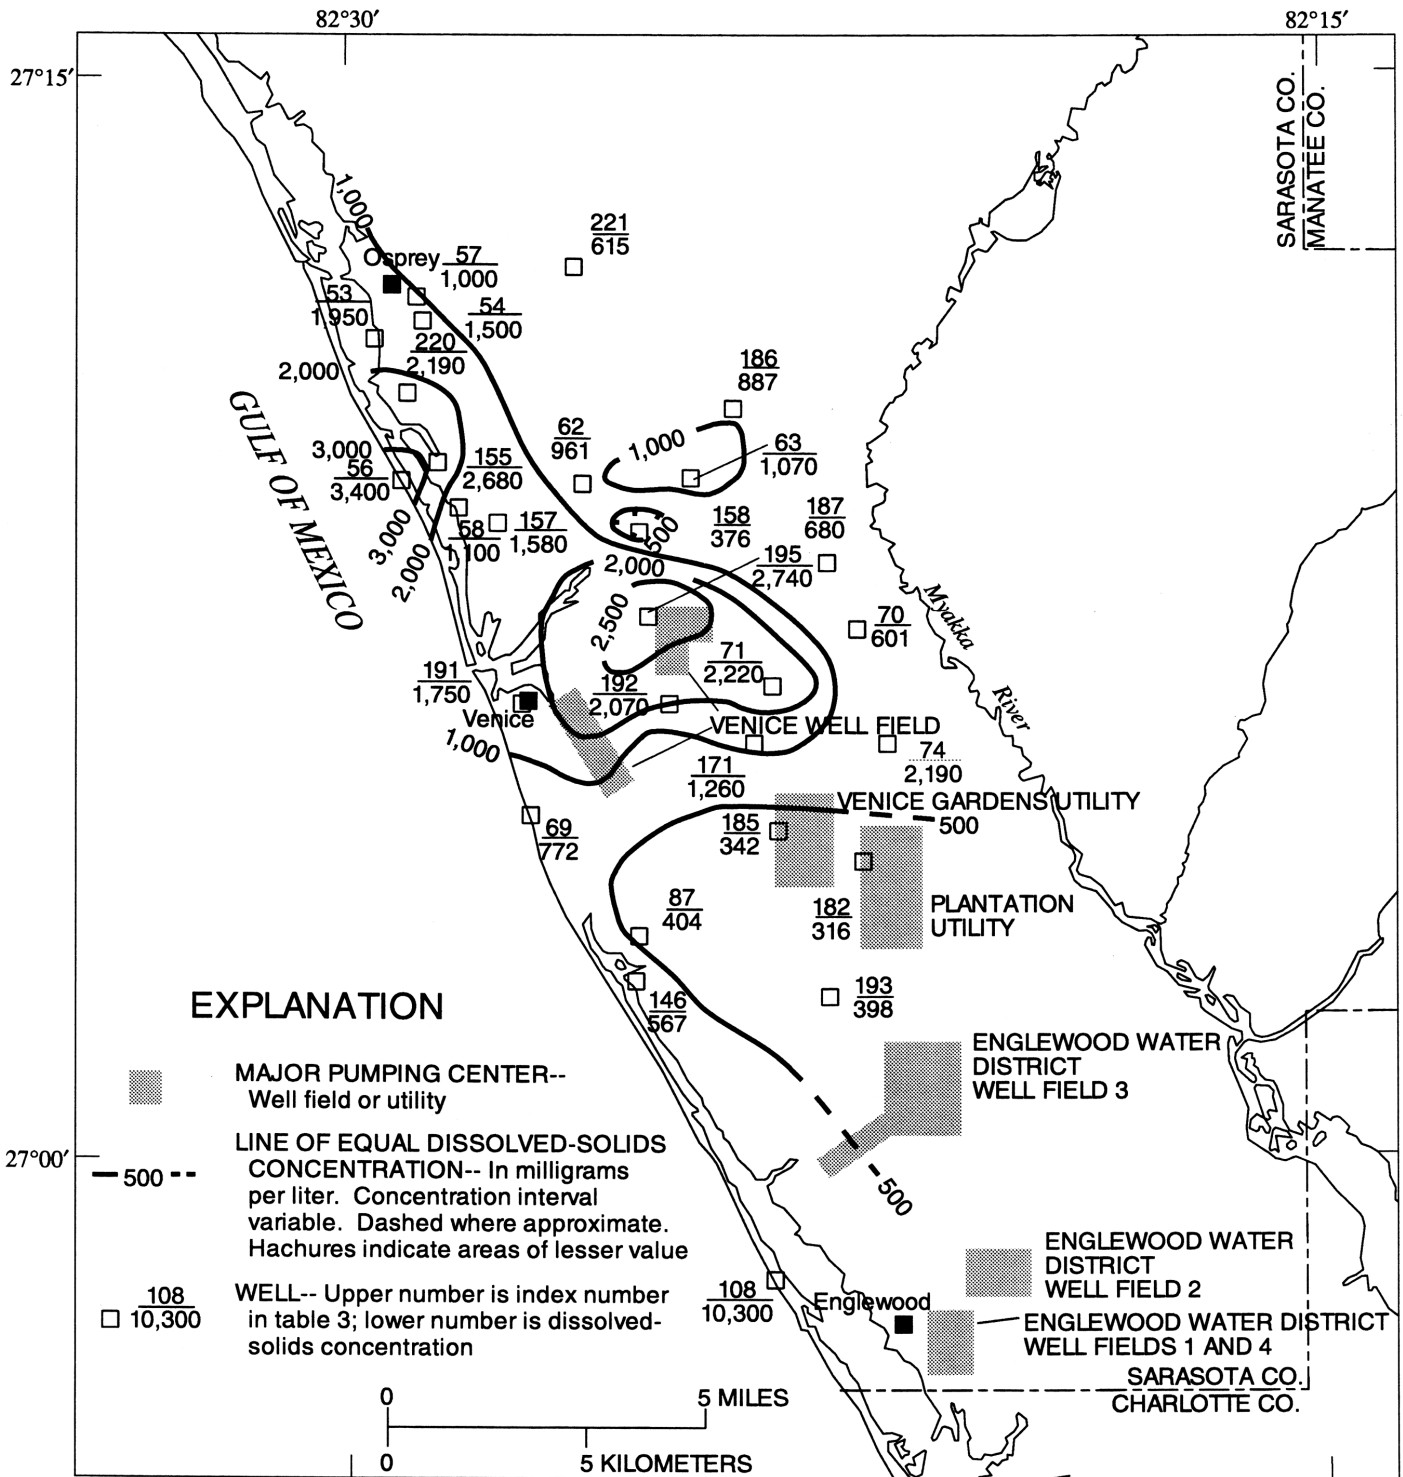 82°30′
82°15′
27°15′
SARASOTA CO.
MANATEE CO.
1,000
221
615
Osprey
57
1,000
53
1,950
54
1,500
220
2,190
2,000
186
887
GULF OF MEXICO
62
961
1,000
63
1,070
3,000
56
3,400
155
2,680
158
376
187
680
500
3,000
58
1,100
157
1,580
2,000
2,000
195
2,740
Myakka
River
2,500
70
601
71
2,220
191
1,750
192
2,070
Venice
VENICE WELL FIELD
1,000
74
2,190
171
1,260
VENICE GARDENS UTILITY
500
69
772
185
342
87
404
182
316
PLANTATION
UTILITY
193
398
146
567
EXPLANATION
ENGLEWOOD WATER
DISTRICT
WELL FIELD 3
MAJOR PUMPING CENTER--
Well field or utility
LINE OF EQUAL DISSOLVED-SOLIDS
CONCENTRATION-- In milligrams
per liter. Concentration interval
variable. Dashed where approximate.
Hachures indicate areas of lesser value
27°00′
500
500
ENGLEWOOD WATER
DISTRICT
WELL FIELD 2
108
10,300
WELL-- Upper number is index number
in table 3; lower number is dissolved-
solids concentration
108
10,300
Englewood
ENGLEWOOD WATER DISTRICT
WELL FIELDS 1 AND 4
SARASOTA CO.
CHARLOTTE CO.
0
5 MILES
0
5 KILOMETERS